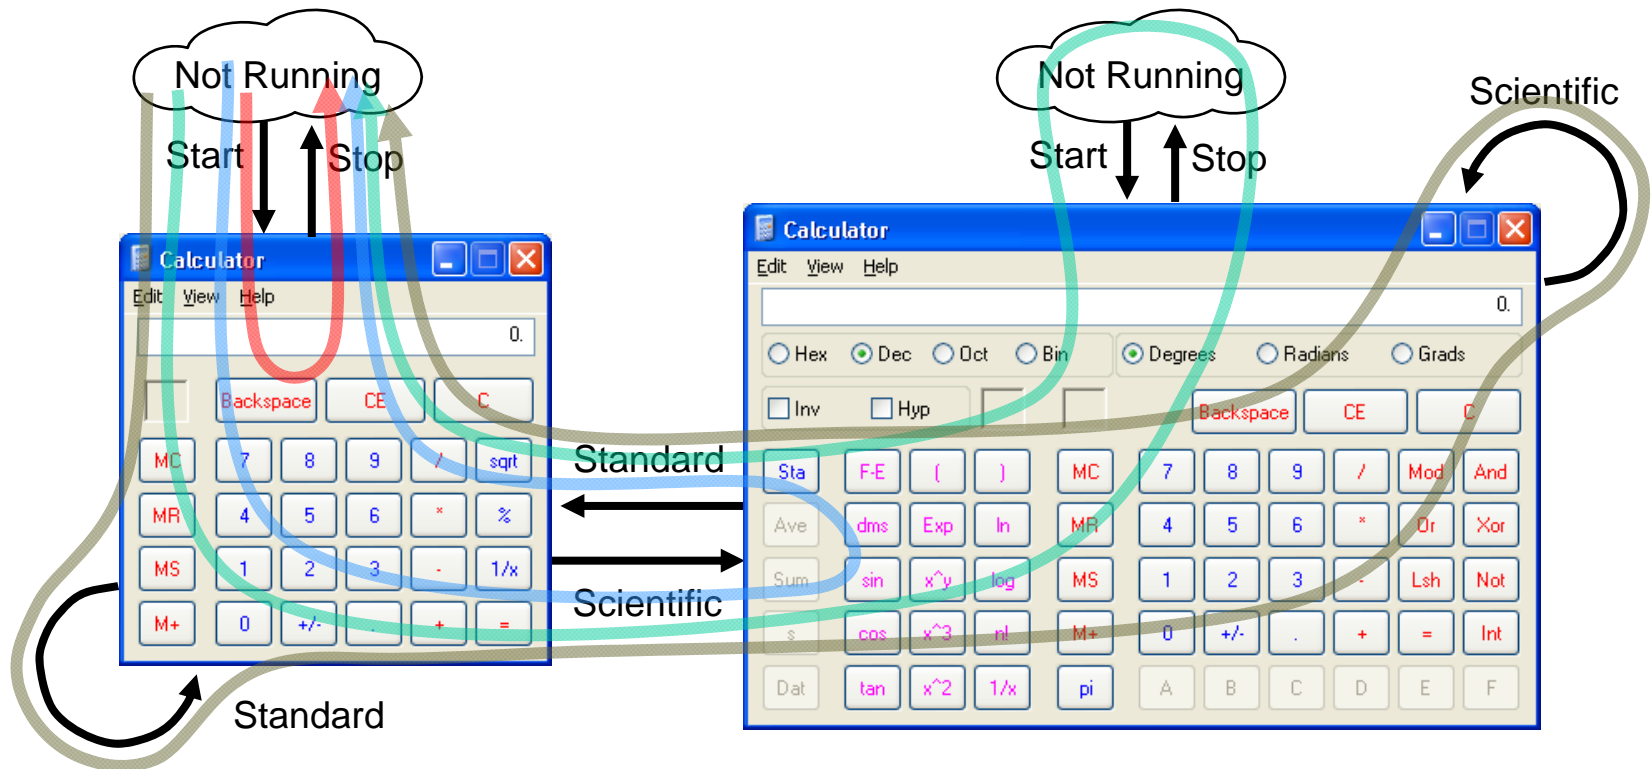 Not Running
Not Running
Scientific
Start
Stop
Start
Stop
Calculator
Edit View Help
0.
Backspace CE C
MC 7 8 9 / sqrt
MR 4 5 6 * %
MS 1 2 3 - 1/x
M+ 0 +/- . + =
Standard
Standard
Scientific
Calculator
Edit View Help
0.
Hex Dec Oct Bin Degrees Radians Grads
Inv Hyp Backspace CE C
Sta F-E ( ) MC 7 8 9 / Mod And
Ave dms Exp ln MR 4 5 6 * Or Xor
Sum sin x^y log MS 1 2 3 - Lsh Not
s cos x^3 n! M+ 0 +/- . + = Int
Dat tan x^2 1/x pi A B C D E F